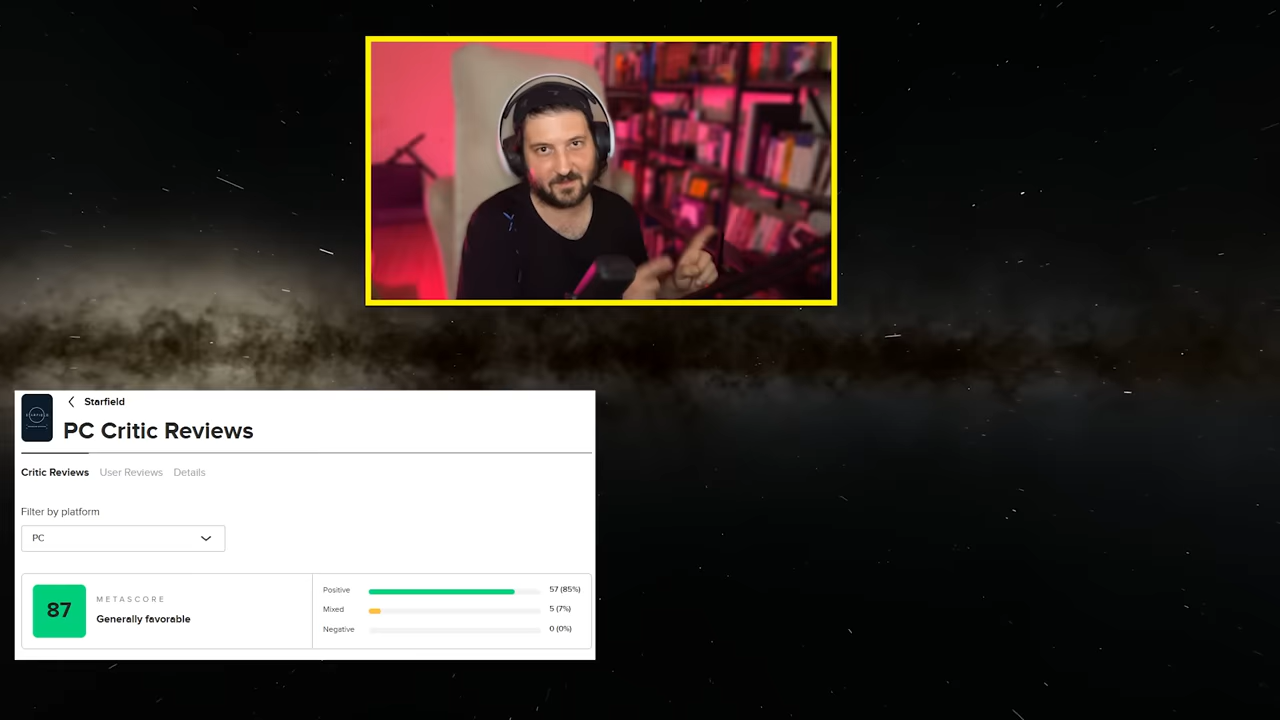 Starfield
PC Critic Reviews
Critic Reviews User Reviews Details
Filter by platform
PC
87
METASCORE
Generally favorable
Positive 57 (85%)
Mixed 5 (7%)
Negative 0 (0%)